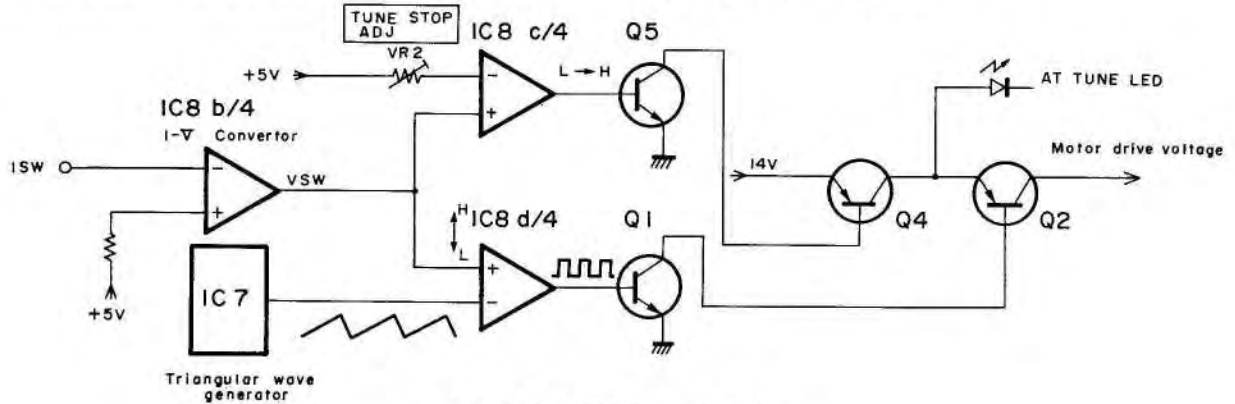 TUNE STOP
ADJ
VR2
+5V
IC8 c/4
L → H
Q5
AT TUNE LED
IC8 b/4
I-V Convertor
ISW
VSW
+5V
14V
Motor drive voltage
Q4
Q2
H
L
IC8 d/4
Q1
IC7
Triangular wave
generator